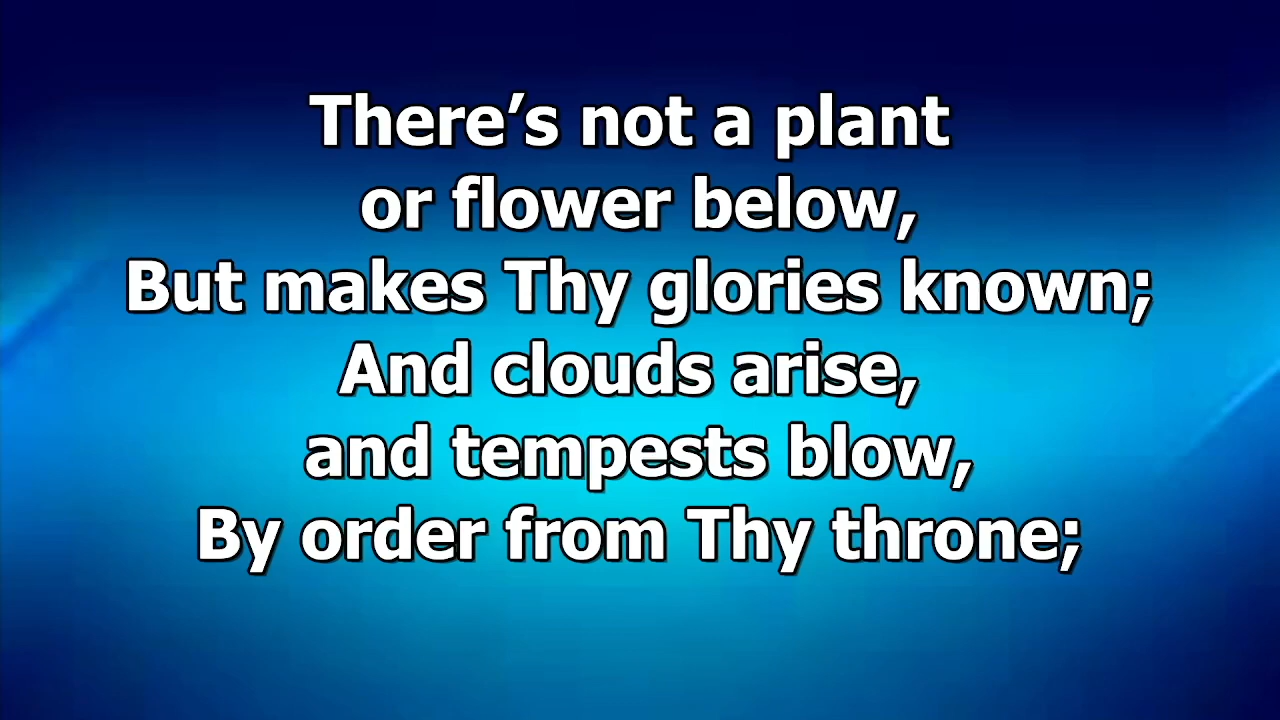 There’s not a plant
or flower below,
But makes Thy glories known;
And clouds arise,
and tempests blow,
By order from Thy throne;